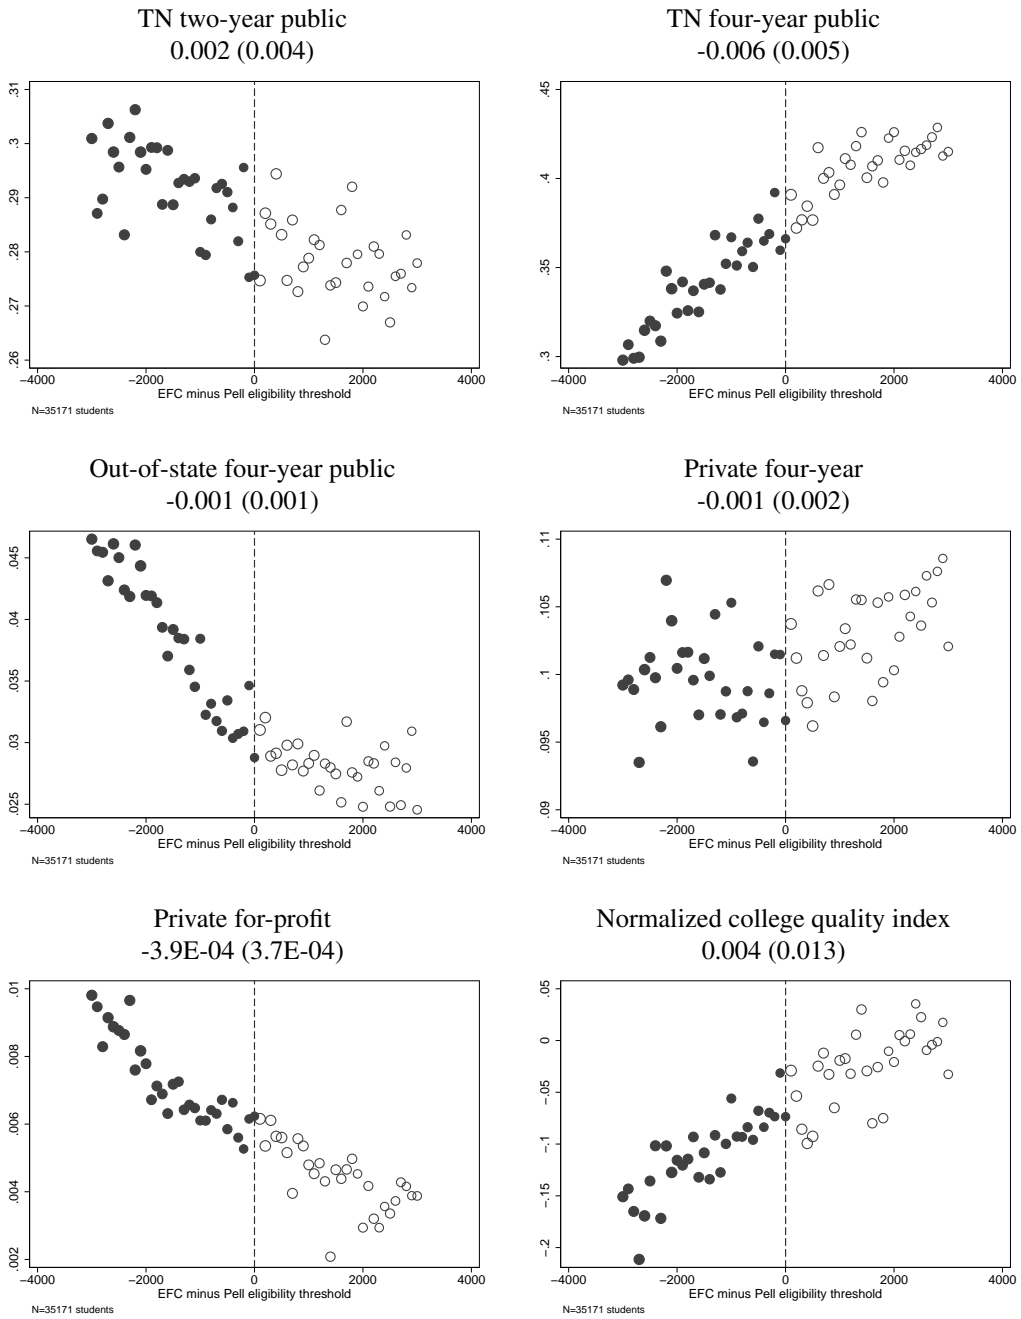 TN two-year public
0.002 (0.004)
.31
.3
.29
.28
.27
.26
−4000 −2000 0 2000 4000
EFC minus Pell eligibility threshold
N=35171 students
TN four-year public
-0.006 (0.005)
.45
.4
.35
.3
−4000 −2000 0 2000 4000
EFC minus Pell eligibility threshold
N=35171 students
Out-of-state four-year public
-0.001 (0.001)
.045
.04
.035
.03
.025
−4000 −2000 0 2000 4000
EFC minus Pell eligibility threshold
N=35171 students
Private four-year
-0.001 (0.002)
.11
.105
.1
.095
.09
−4000 −2000 0 2000 4000
EFC minus Pell eligibility threshold
N=35171 students
Private for-profit
-3.9E-04 (3.7E-04)
.01
.008
.006
.004
.002
−4000 −2000 0 2000 4000
EFC minus Pell eligibility threshold
N=35171 students
Normalized college quality index
0.004 (0.013)
.05
0
−.05
−.1
−.15
−.2
−4000 −2000 0 2000 4000
EFC minus Pell eligibility threshold
N=35171 students